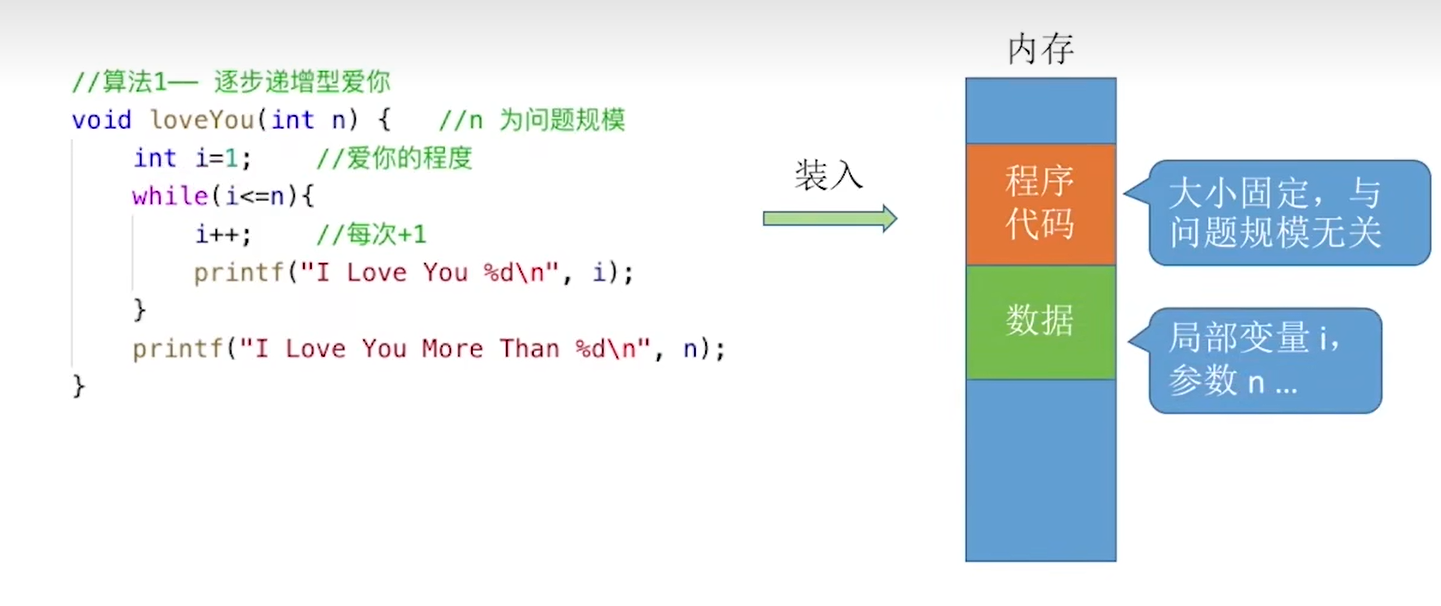 //算法1—— 逐步递增型爱你
void loveYou(int n) {   //n 为问题规模
    int i=1;    //爱你的程度
    while(i<=n){
        i++;    //每次+1
        printf("I Love You %d\n", i);
    }
    printf("I Love You More Than %d\n", n);
}
装入
内存
程序
代码
数据
大小固定，与
问题规模无关
局部变量 i，
参数 n ...